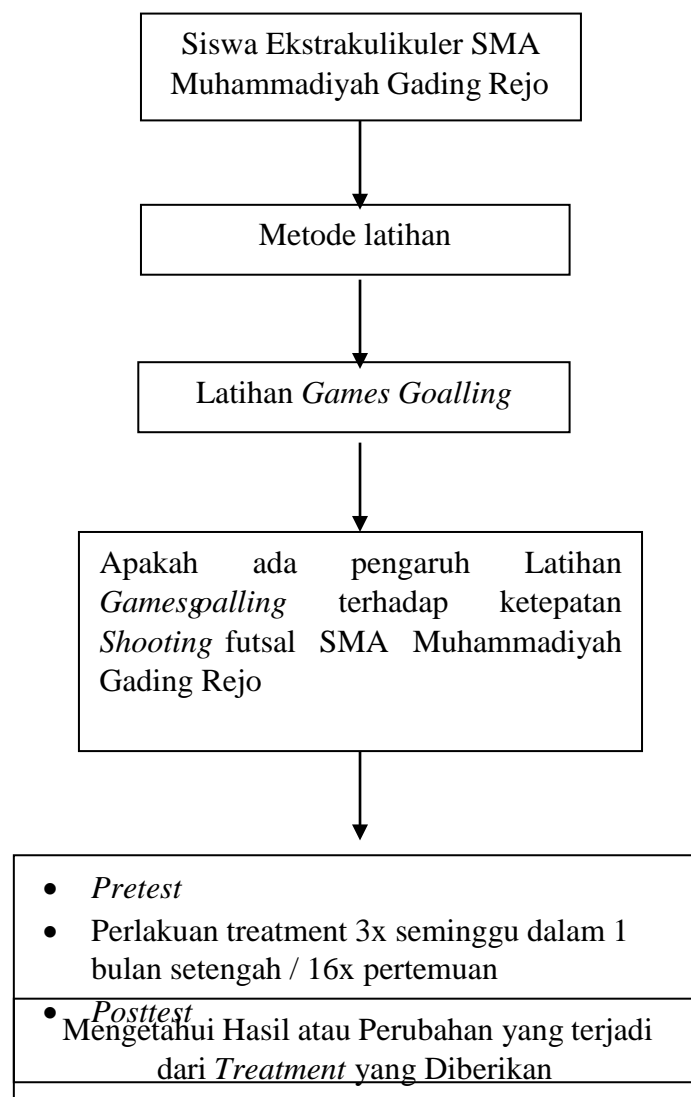 Siswa Ekstrakulikuler SMA
Muhammadiyah Gading Rejo
Metode latihan
Latihan Games Goalling
Apakah ada pengaruh Latihan
Gamesgoalling terhadap ketepatan
Shooting futsal SMA Muhammadiyah
Gading Rejo
• Pretest
• Perlakuan treatment 3x seminggu dalam 1
bulan setengah / 16x pertemuan
• Posttest
Mengetahui Hasil atau Perubahan yang terjadi
dari Treatment yang Diberikan